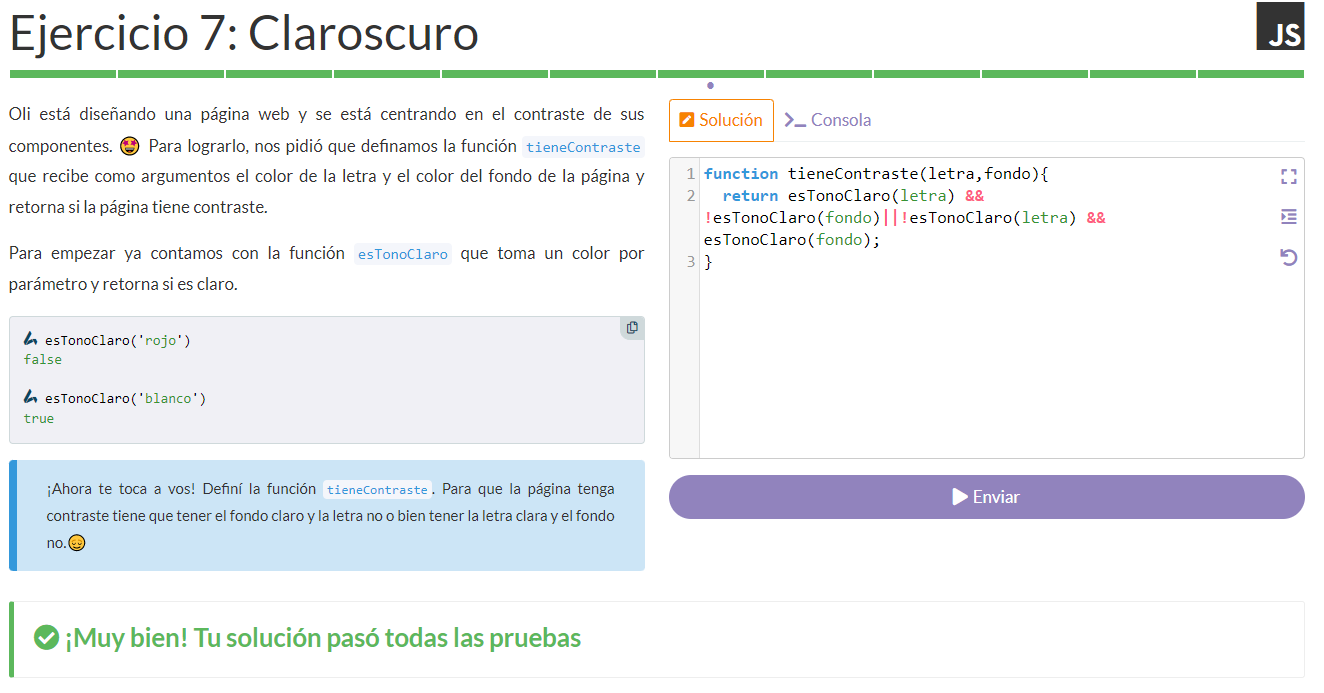 Ejercicio 7: Claroscuro
JS
Oli está diseñando una página web y se está centrando en el contraste de sus
componentes. 🤩 Para lograrlo, nos pidió que definamos la función tieneContraste
que recibe como argumentos el color de la letra y el color del fondo de la página y
retorna si la página tiene contraste.
Para empezar ya contamos con la función esTonoClaro que toma un color por
parámetro y retorna si es claro.
esTonoClaro('rojo')
false
esTonoClaro('blanco')
true
¡Ahora te toca a vos! Definí la función tieneContraste. Para que la página tenga
contraste tiene que tener el fondo claro y la letra no o bien tener la letra clara y el fondo
no.😌
Solución
Consola
1 function tieneContraste(letra,fondo){
2 return esTonoClaro(letra) &&
!esTonoClaro(fondo)||!esTonoClaro(letra) &&
esTonoClaro(fondo);
3 }
Enviar
¡Muy bien! Tu solución pasó todas las pruebas